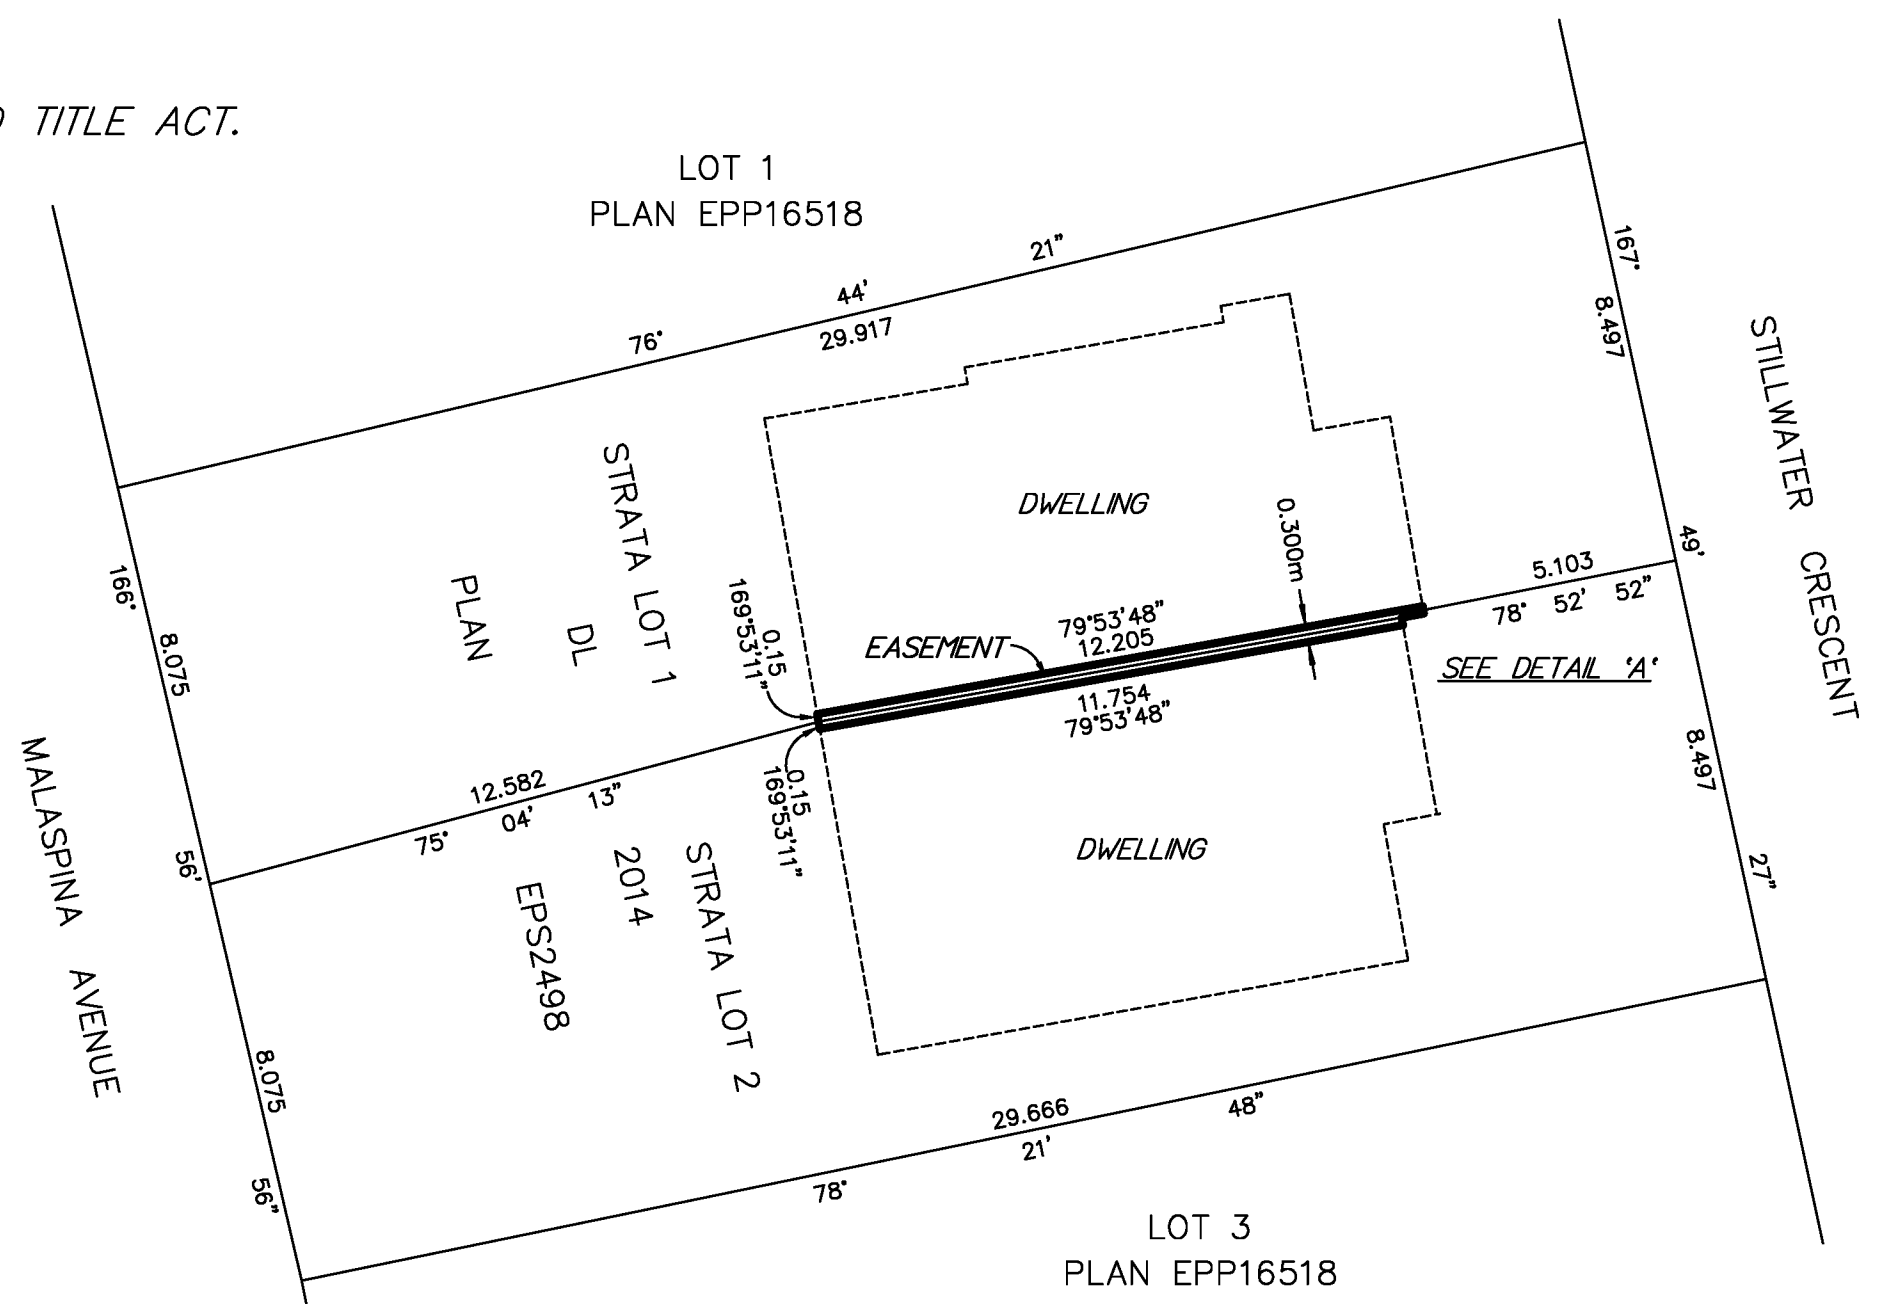 TITLE ACT.
LOT 1
PLAN EPP16518
76° 44' 21"
29.917
167° 49' 27"
8.497
8.497
STILLWATER CRESCENT
166° 56' 56"
8.075
8.075
MALASPINA AVENUE
STRATA LOT 1
DL 2014
PLAN EPS2498
STRATA LOT 2
DWELLING
0.300m
0.15
169°53'11"
EASEMENT
79°53'48"
12.205
11.754
79°53'48"
0.15
169°53'11"
5.103
78° 52' 52"
SEE DETAIL 'A'
12.582
75° 04' 13"
DWELLING
29.666
78° 21' 48"
LOT 3
PLAN EPP16518